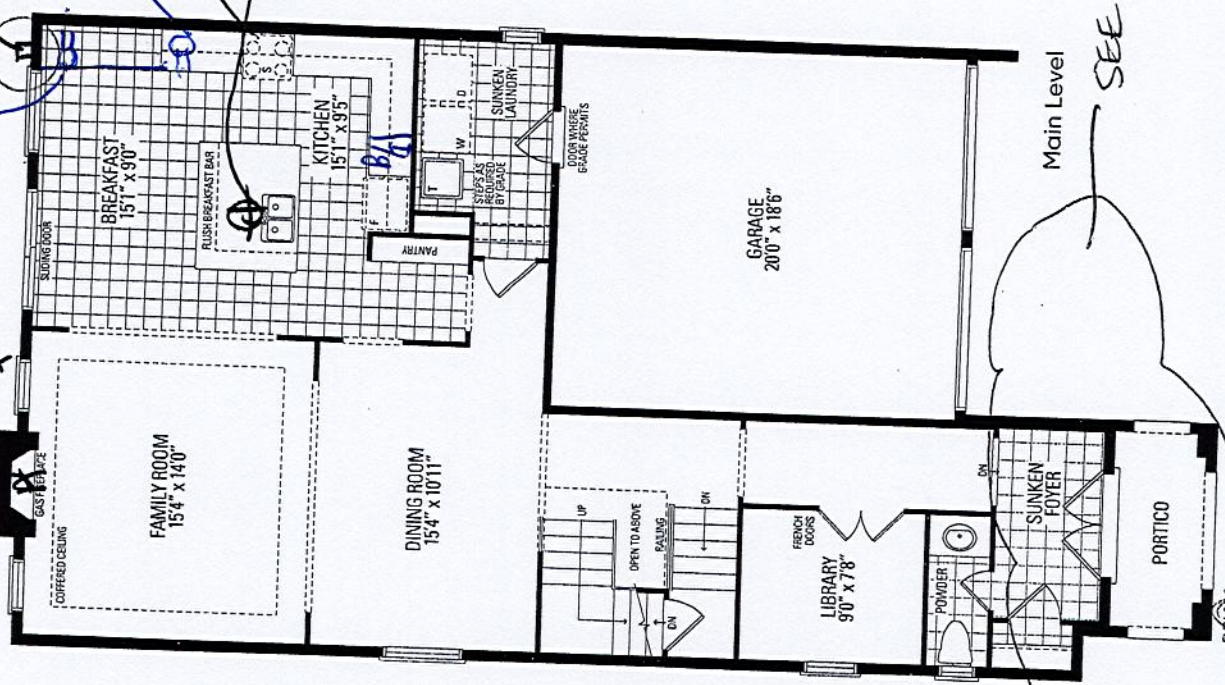 SLIDING DOOR
BREAKFAST
15'1" x 9'0"
FLUSH BREAKFAST BAR
KITCHEN
15'1" x 9'5"
S
F
PANTRY
D
W
T
SUNKEN
LAUNDRY
STEPS AS
REQUIRED
BY GRADE
DOOR WHERE
GRADE PERMITS
GARAGE
20'0" x 18'6"
Main Level
SEE
GAS FIREPLACE
COFFERED CEILING
FAMILY ROOM
15'4" x 14'0"
DINING ROOM
15'4" x 10'11"
UP
OPEN TO ABOVE
RAILING
DN
DN
FRENCH
DOORS
LIBRARY
9'0" x 7'8"
POWDER
DN
SUNKEN
FOYER
PORTICO